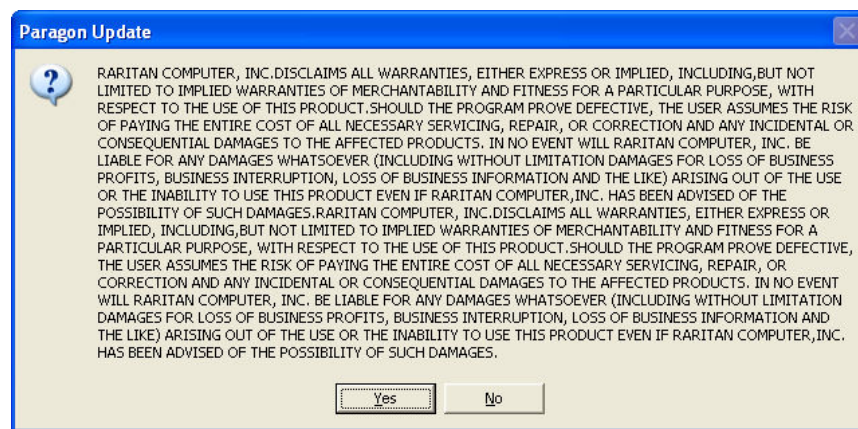 Paragon Update
RARITAN COMPUTER, INC.DISCLAIMS ALL WARRANTIES, EITHER EXPRESS OR IMPLIED, INCLUDING,BUT NOT
LIMITED TO IMPLIED WARRANTIES OF MERCHANTABILITY AND FITNESS FOR A PARTICULAR PURPOSE, WITH
RESPECT TO THE USE OF THIS PRODUCT.SHOULD THE PROGRAM PROVE DEFECTIVE, THE USER ASSUMES THE RISK
OF PAYING THE ENTIRE COST OF ALL NECESSARY SERVICING, REPAIR, OR CORRECTION AND ANY INCIDENTAL OR
CONSEQUENTIAL DAMAGES TO THE AFFECTED PRODUCTS. IN NO EVENT WILL RARITAN COMPUTER, INC. BE
LIABLE FOR ANY DAMAGES WHATSOEVER (INCLUDING WITHOUT LIMITATION DAMAGES FOR LOSS OF BUSINESS
PROFITS, BUSINESS INTERRUPTION, LOSS OF BUSINESS INFORMATION AND THE LIKE) ARISING OUT OF THE USE
OR THE INABILITY TO USE THIS PRODUCT EVEN IF RARITAN COMPUTER,INC. HAS BEEN ADVISED OF THE
POSSIBILITY OF SUCH DAMAGES.RARITAN COMPUTER, INC.DISCLAIMS ALL WARRANTIES, EITHER EXPRESS OR
IMPLIED, INCLUDING,BUT NOT LIMITED TO IMPLIED WARRANTIES OF MERCHANTABILITY AND FITNESS FOR A
PARTICULAR PURPOSE, WITH RESPECT TO THE USE OF THIS PRODUCT.SHOULD THE PROGRAM PROVE DEFECTIVE,
THE USER ASSUMES THE RISK OF PAYING THE ENTIRE COST OF ALL NECESSARY SERVICING, REPAIR, OR
CORRECTION AND ANY INCIDENTAL OR CONSEQUENTIAL DAMAGES TO THE AFFECTED PRODUCTS. IN NO EVENT
WILL RARITAN COMPUTER, INC. BE LIABLE FOR ANY DAMAGES WHATSOEVER (INCLUDING WITHOUT LIMITATION
DAMAGES FOR LOSS OF BUSINESS PROFITS, BUSINESS INTERRUPTION, LOSS OF BUSINESS INFORMATION AND
THE LIKE) ARISING OUT OF THE USE OR THE INABILITY TO USE THIS PRODUCT EVEN IF RARITAN COMPUTER,INC.
HAS BEEN ADVISED OF THE POSSIBILITY OF SUCH DAMAGES.
Yes No